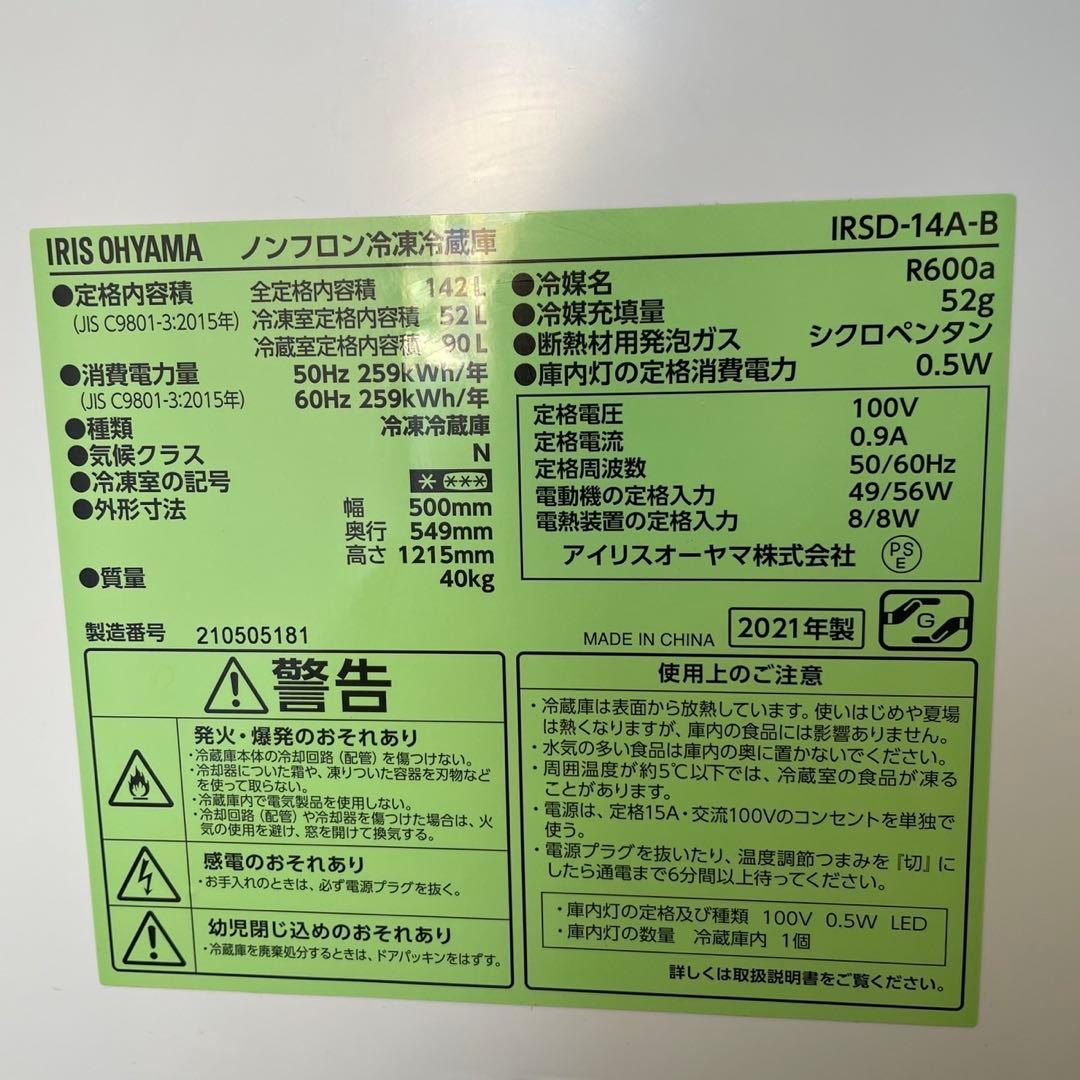 IRIS OHYAMA ノンフロン冷凍冷蔵庫 IRSD-14A-B
●定格内容積 全定格内容積 142 L
(JIS C9801-3:2015年) 冷凍室定格内容積 52 L
冷蔵室定格内容積 90 L
●消費電力量 50Hz 259kWh/年
(JIS C9801-3:2015年) 60Hz 259kWh/年
●種類 冷凍冷蔵庫
●気候クラス N
●冷凍室の記号 * ***
●外形寸法 幅 500mm
奥行 549mm
高さ 1215mm
●質量 40kg
●冷媒名 R600a
●冷媒充填量 52g
●断熱材用発泡ガス シクロペンタン
●庫内灯の定格消費電力 0.5W
定格電圧 100V
定格電流 0.9A
定格周波数 50/60Hz
電動機の定格入力 49/56W
電熱装置の定格入力 8/8W
アイリスオーヤマ株式会社 PSE
製造番号 210505181
MADE IN CHINA 2021年製 G
警告
発火・爆発のおそれあり
・冷蔵庫本体の冷却回路(配管)を傷つけない。
・冷却器についた霜や、凍りついた容器を刃物など
を使って取らない。
・冷蔵庫内で電気製品を使用しない。
・冷却回路(配管)や冷却器を傷つけた場合は、火
気の使用を避け、窓を開けて換気する。
感電のおそれあり
・お手入れのときは、必ず電源プラグを抜く。
幼児閉じ込めのおそれあり
・冷蔵庫を廃棄処分するときは、ドアパッキンをはずす。
使用上のご注意
・冷蔵庫は表面から放熱しています。使いはじめや夏場
は熱くなりますが、庫内の食品には影響ありません。
・水気の多い食品は庫内の奥に置かないでください。
・周囲温度が約5℃以下では、冷蔵室の食品が凍る
ことがあります。
・電源は、定格15A・交流100Vのコンセントを単独で
使う。
・電源プラグを抜いたり、温度調節つまみを『切』に
したら通電まで6分間以上待ってください。
・庫内灯の定格及び種類 100V 0.5W LED
・庫内灯の数量 冷蔵庫内 1個
詳しくは取扱説明書をご覧ください。